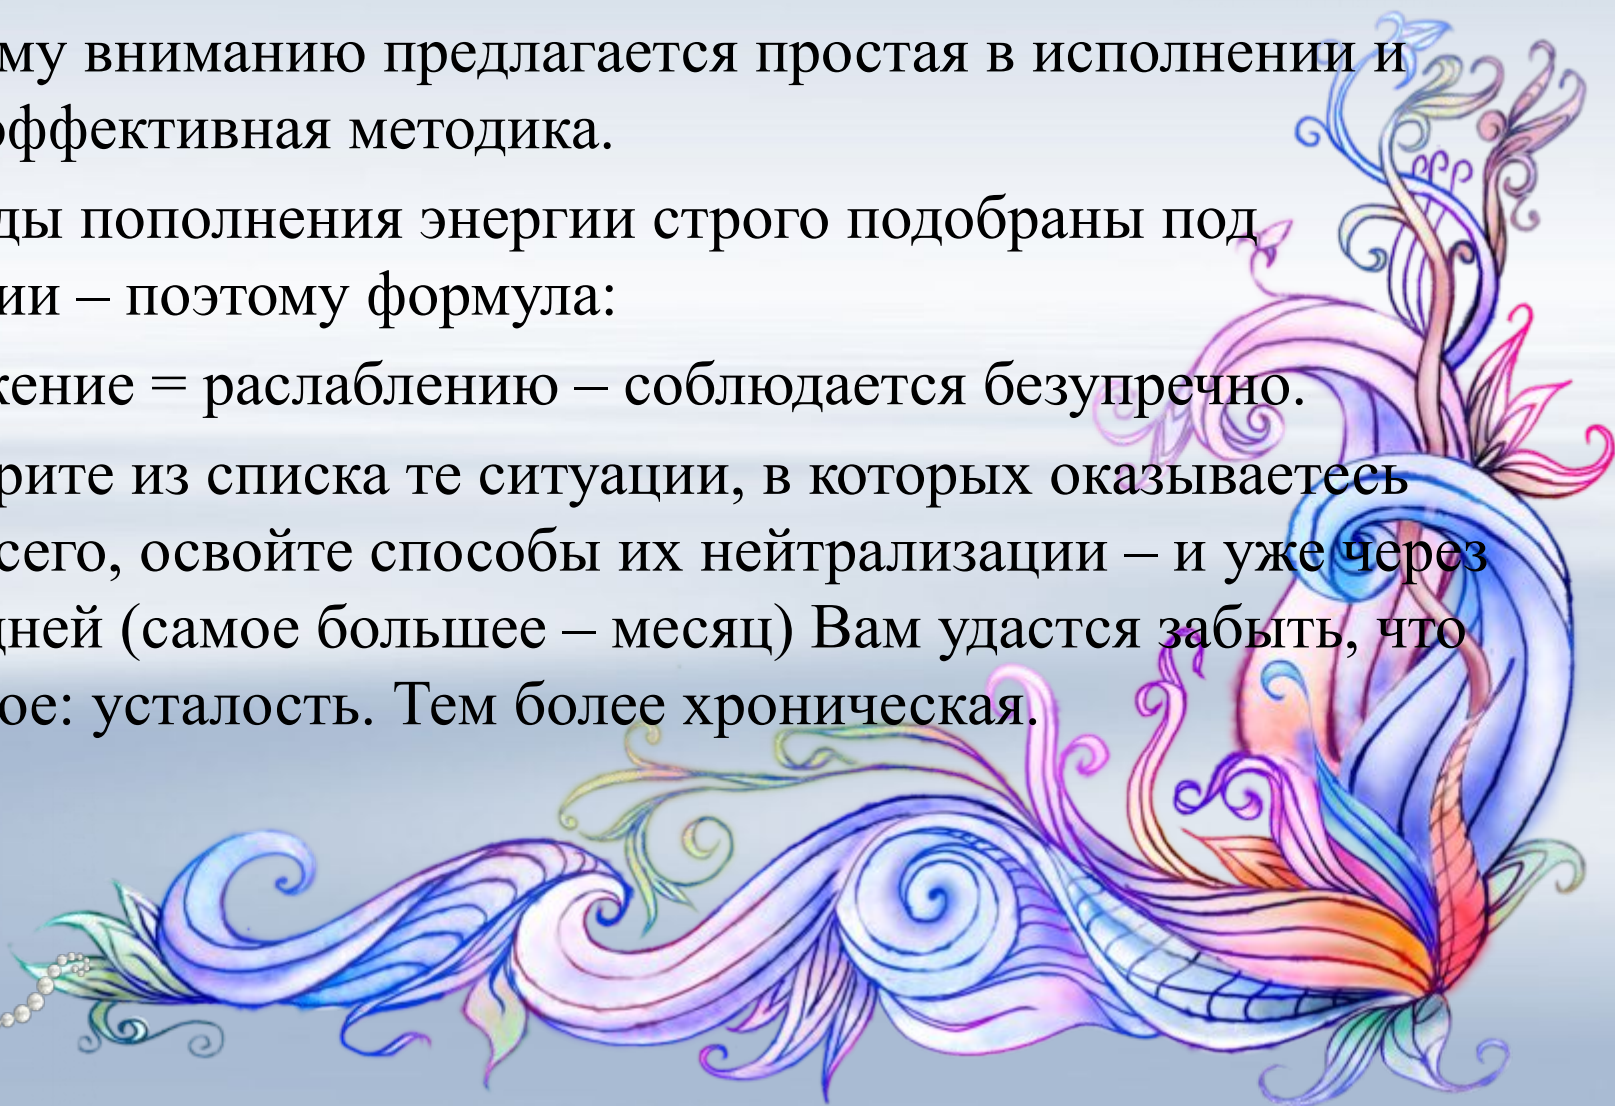 му вниманию предлагается простая в исполнении и
эффективная методика.
ды пополнения энергии строго подобраны под
ии – поэтому формула:
жение = раслаблению – соблюдается безупречно.
рите из списка те ситуации, в которых оказываетесь
сего, освойте способы их нейтрализации – и уже через
дней (самое большее – месяц) Вам удастся забыть, что
ое: усталость. Тем более хроническая.